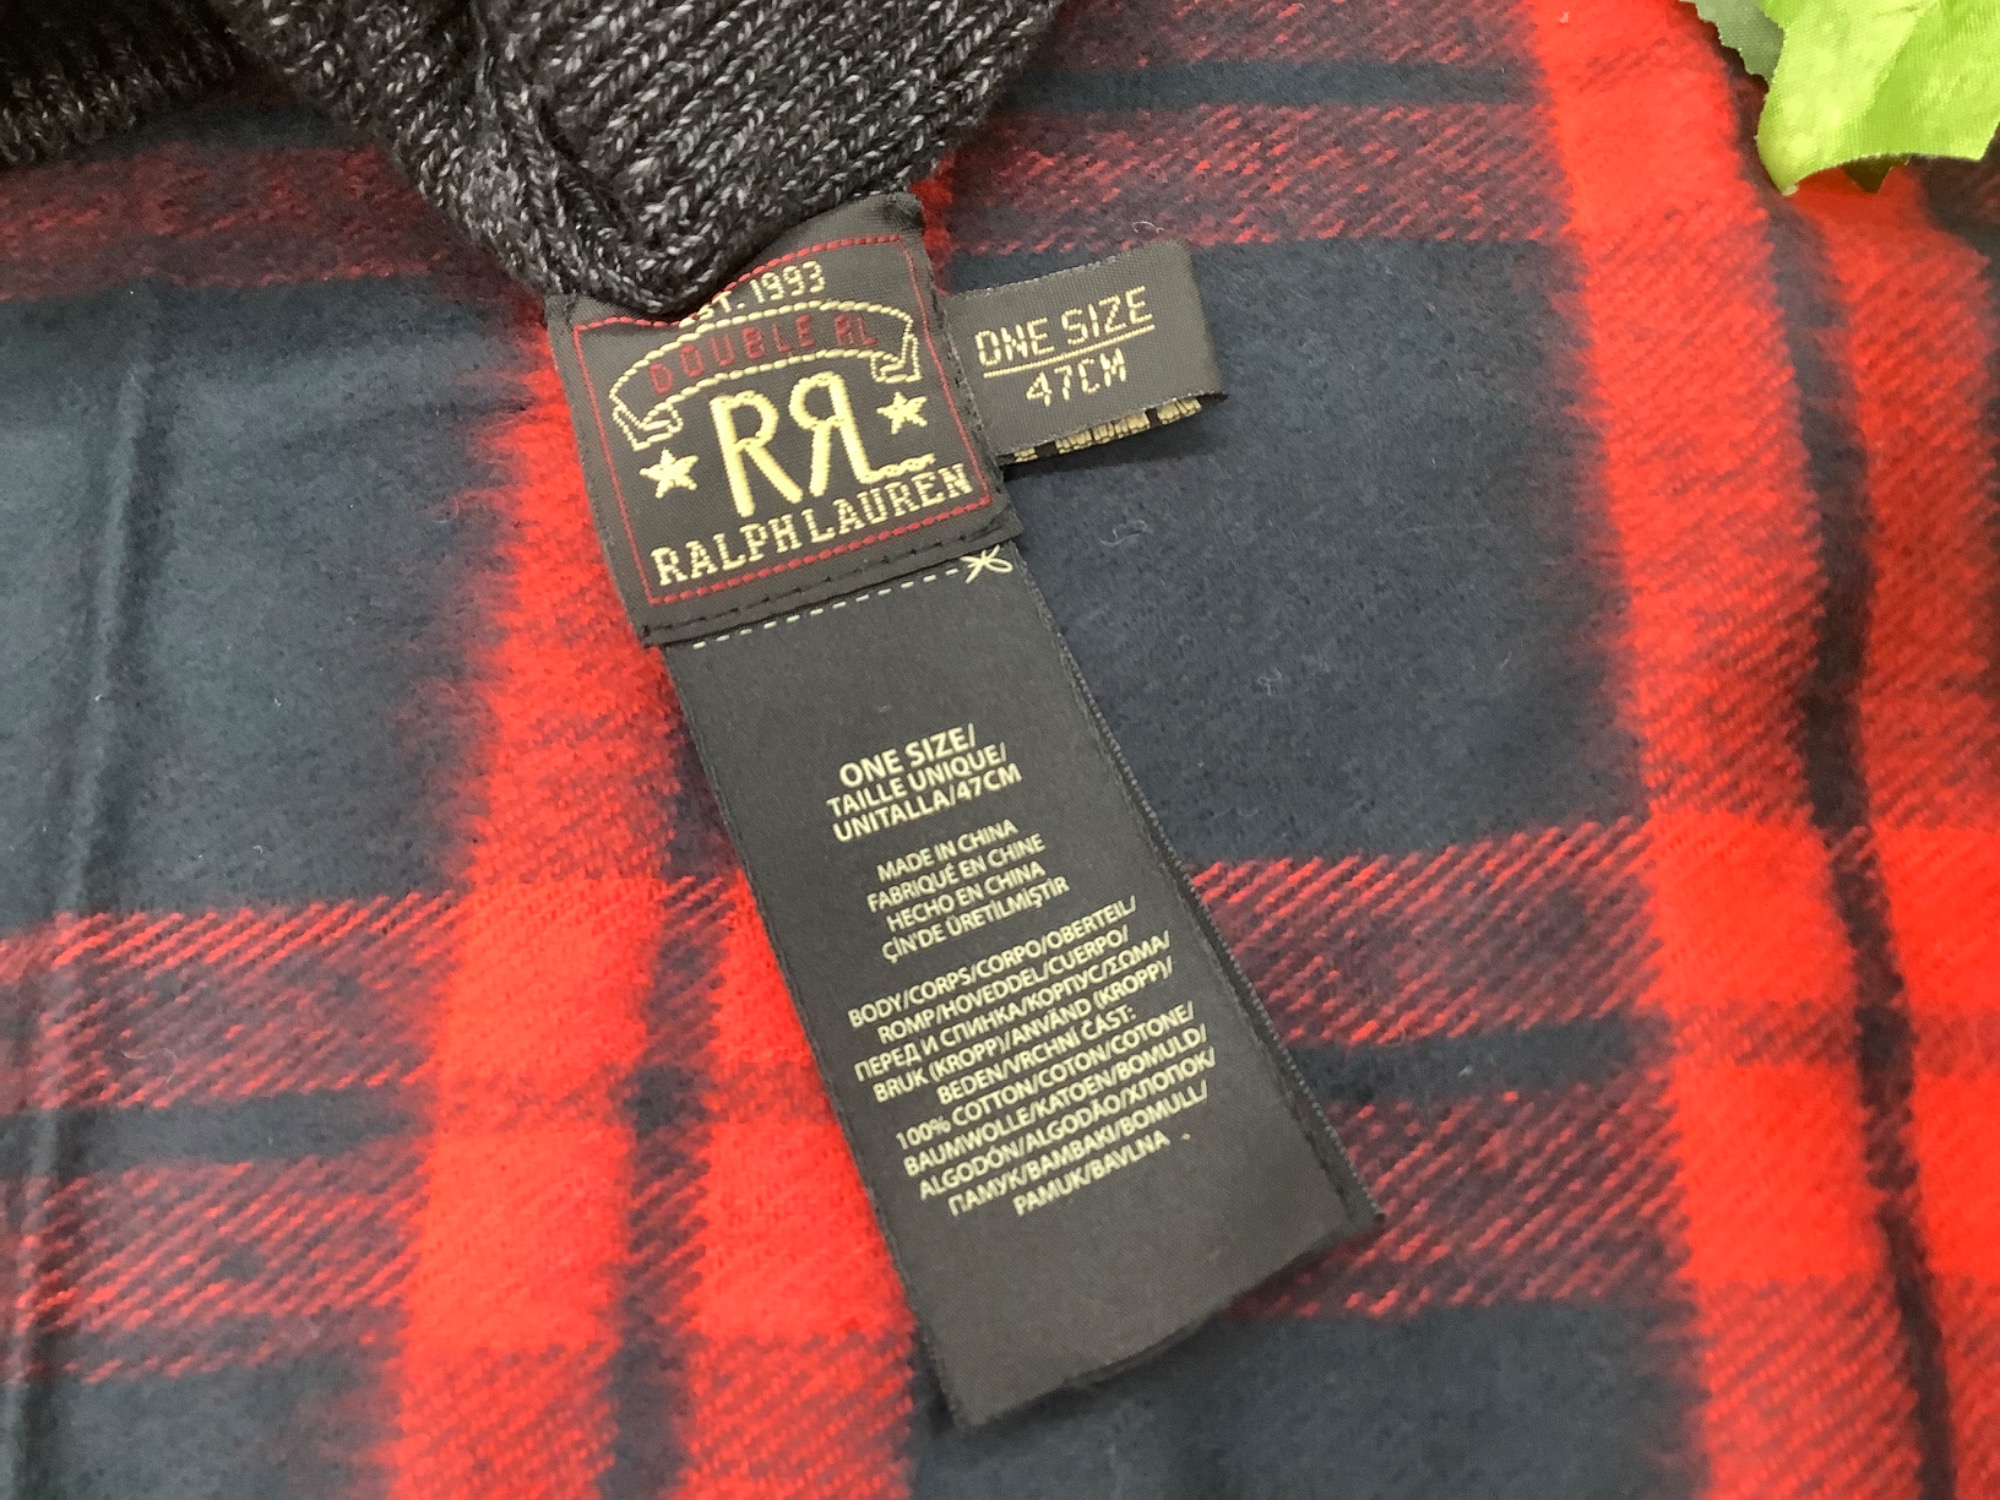 EST. 1993
DOUBLE RL
RRL
RALPH LAUREN
ONE SIZE
47CM
ONE SIZE/
TAILLE UNIQUE/
UNITALLA/47CM
MADE IN CHINA
FABRIQUÉ EN CHINE
HECHO EN CHINA
ÇİN'DE ÜRETİLMİŞTİR
BODY/CORPS/CORPO/OBERTEIL/
ROMP/HOVEDDEL/CUERPO/
ПЕРЕД И СПИНКА/КОРПУС/ΣΩΜΑ/
BRUK (KROPP)/ANVÄND (KROPP)/
BEDEN/VRCHNÍ ČÁST:
100% COTTON/COTON/COTONE/
BAUMWOLLE/KATOEN/BOMULD/
ALGODÓN/ALGODÃO/ХЛОПОК/
ПАМУК/ΒΑΜΒΑΚΙ/BOMULL/
PAMUK/BAVLNA